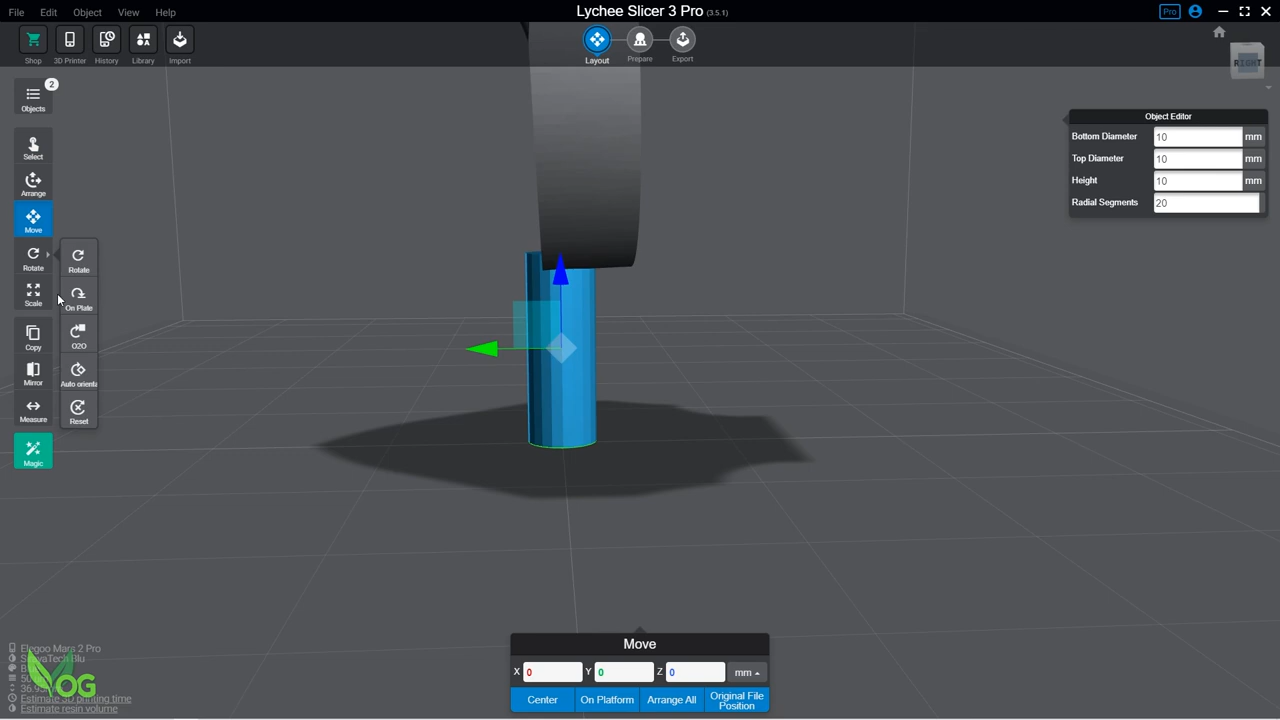 File Edit Object View Help
Lychee Slicer 3 Pro (3.5.1)
Pro
Shop
3D Printer
History
Library
Import
Layout
Prepare
Export
RIGHT
2
Objects
Select
Arrange
Move
Rotate
Scale
Copy
Mirror
Measure
Magic
Rotate
On Plate
O2O
Auto orienta
Reset
Object Editor
Bottom Diameter 10 mm
Top Diameter 10 mm
Height 10 mm
Radial Segments 20
Elegoo Mars 2 Pro
Estimate 3D printing time
Estimate resin volume
VOG
Move
X 0 Y 0 Z 0 mm
Center
On Platform
Arrange All
Original File
Position